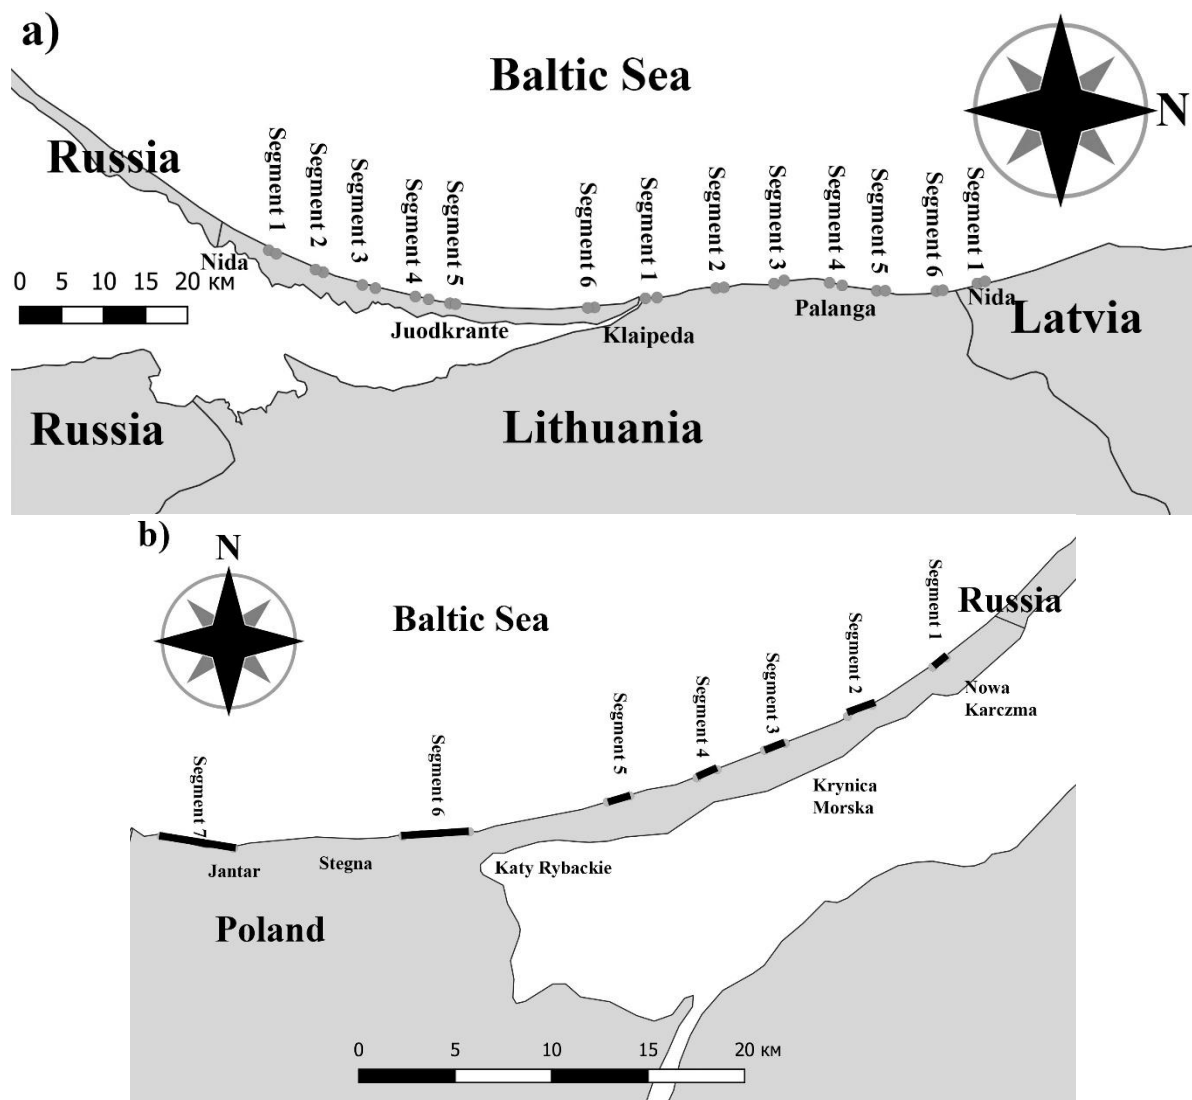 a)
Baltic Sea
N
Russia
Segment 1
Segment 2
Segment 3
Segment 4
Segment 5
Segment 6
Segment 1
Segment 2
Segment 3
Segment 4
Segment 5
Segment 6
Segment 1
Nida
0 5 10 15 20 км
Juodkrante
Klaipeda
Palanga
Nida
Latvia
Russia
Lithuania
b)
N
Baltic Sea
Russia
Segment 1
Segment 2
Segment 3
Segment 4
Segment 5
Segment 6
Segment 7
Nowa
Karczma
Krynica
Morska
Jantar
Stegna
Katy Rybackie
Poland
0 5 10 15 20 км